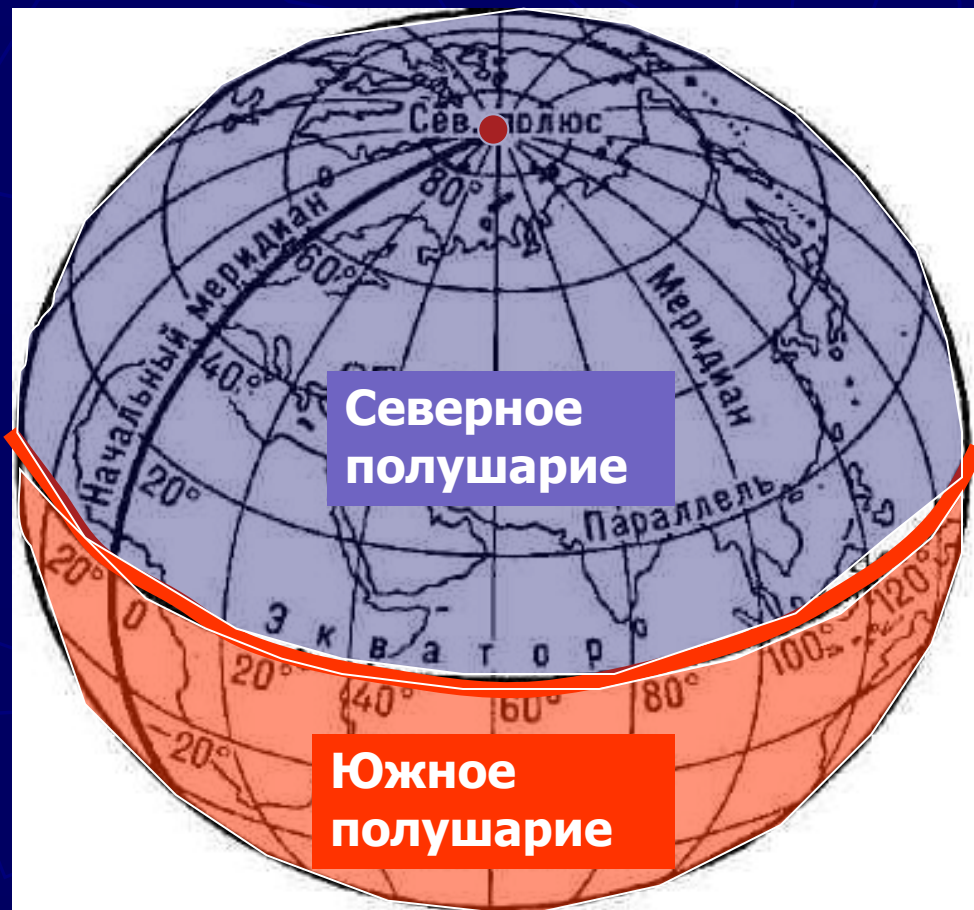 Сев. полюс
80°
60°
Начальный меридиан
Меридиан
40°
Северное
полушарие
20°
Параллель
20°
0
Экватор
20°
40°
60°
80°
100°
120°
20°
Южное
полушарие